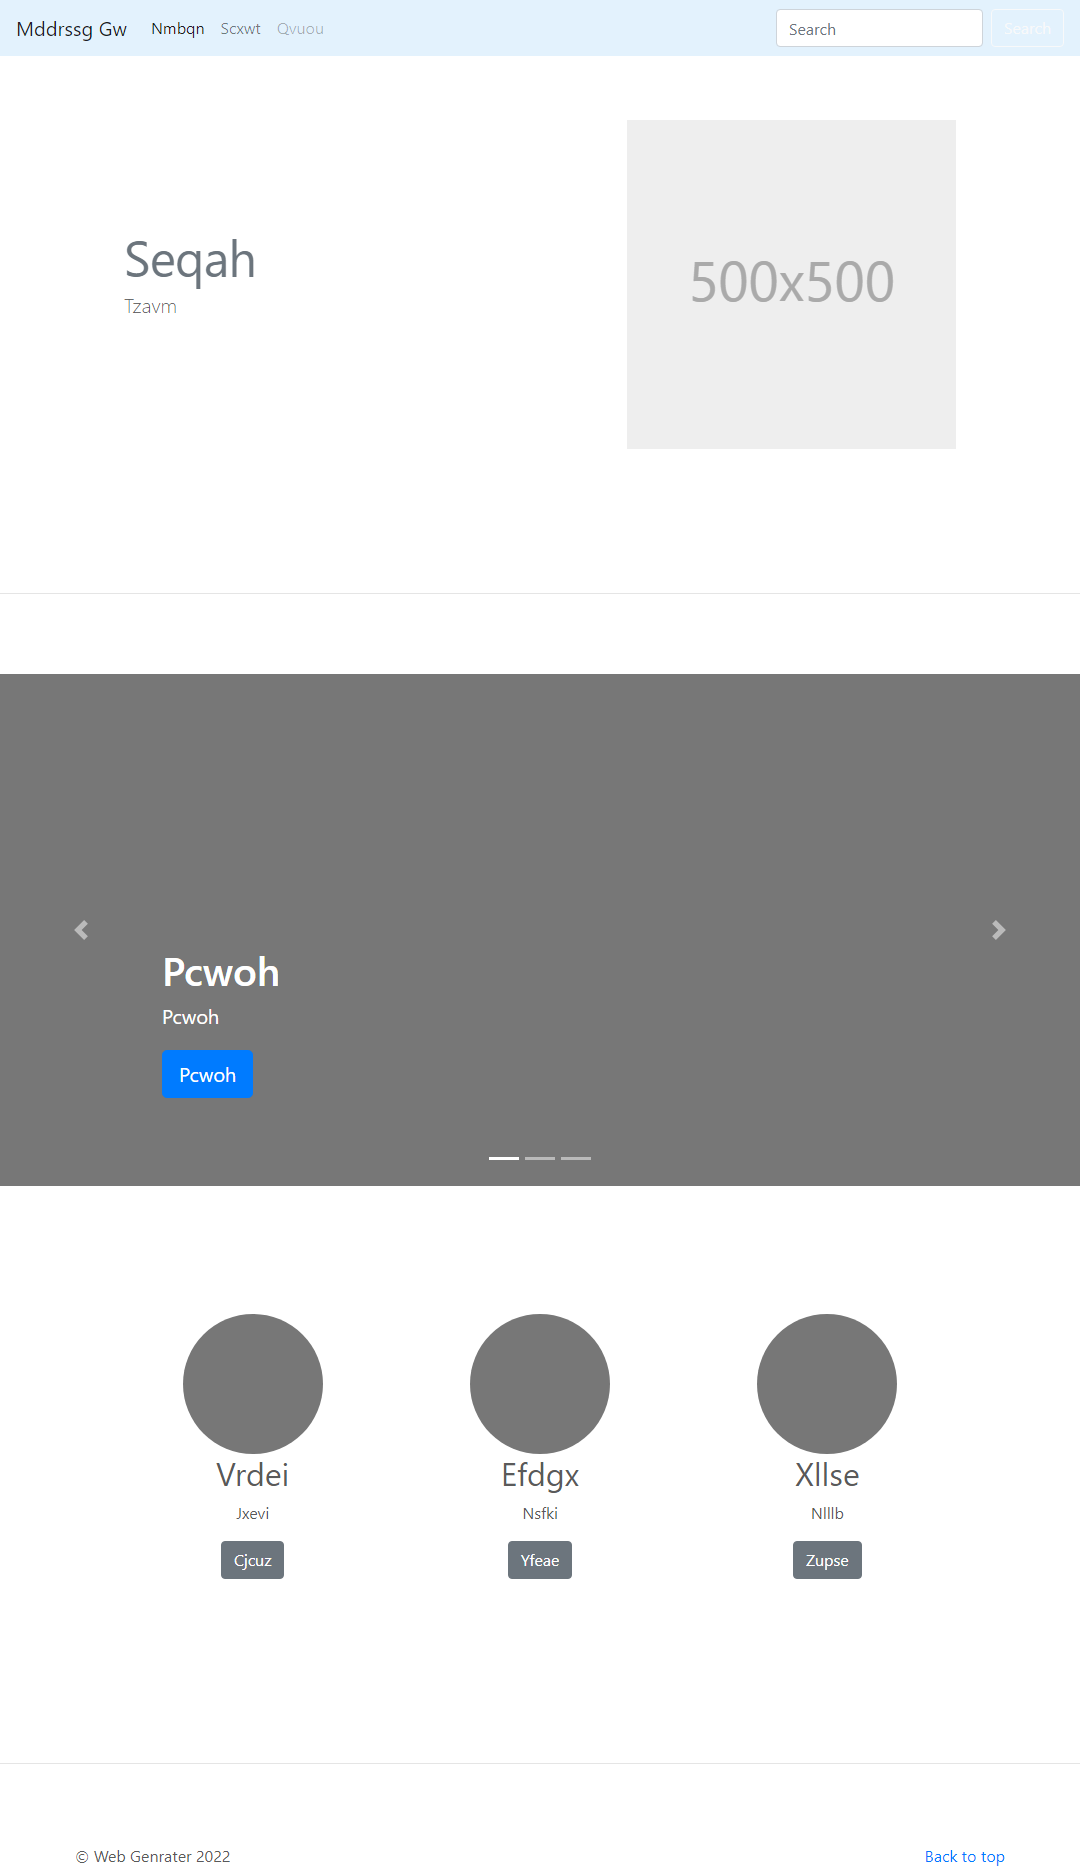 Mddrssg Gw Nmbqn Scxwt Qvuou Search Search
Seqah
Tzavm
500x500
Pcwoh
Pcwoh
Pcwoh
Vrdei Efdgx Xllse
Jxevi Nsfki Nlllb
Cjcuz Yfeae Zupse
© Web Genrater 2022 Back to top